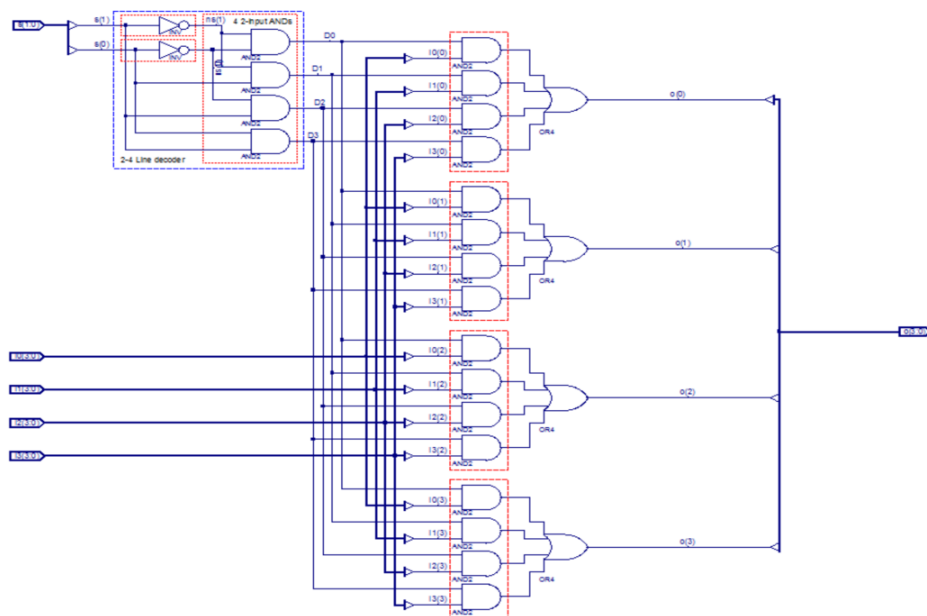 4 2-input ANDs
s(1:0)
s(1)
ns(1)
INV
AND2
D0
s(0)
INV
AND2
D1
AND2
D2
AND2
D3
2-4 Line decoder
I0(0)
AND2
I1(0)
AND2
I2(0)
AND2
I3(0)
AND2
OR4
o(0)
I0(1)
AND2
I1(1)
AND2
I2(1)
AND2
I3(1)
AND2
OR4
o(1)
I0(2)
AND2
I1(2)
AND2
I2(2)
AND2
I3(2)
AND2
OR4
o(2)
I0(3)
AND2
I1(3)
AND2
I2(3)
AND2
I3(3)
AND2
OR4
o(3)
I0(3:0)
I1(3:0)
I2(3:0)
I3(3:0)
o(3:0)